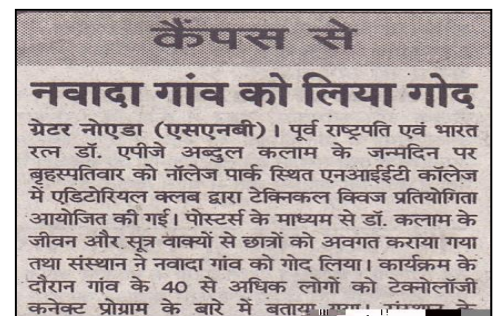 कैंपस से
नवादा गांव को लिया गोद
ग्रेटर नोएडा (एसएनबी)। पूर्व राष्ट्रपति एवं भारत
रत्न डॉ. एपीजे अब्दुल कलाम के जन्मदिन पर
बृहस्पतिवार को नॉलेज पार्क स्थित एनआईईटी कॉलेज
में एडिटोरियल क्लब द्वारा टेक्निकल क्विज प्रतियोगिता
आयोजित की गई। पोस्टर्स के माध्यम से डॉ. कलाम के
जीवन और सूत्र वाक्यों से छात्रों को अवगत कराया गया
तथा संस्थान ने नवादा गांव को गोद लिया। कार्यक्रम के
दौरान गांव के 40 से अधिक लोगों को टेक्नोलॉजी
कनेक्ट प्रोग्राम के बारे में बताया गया। संस्थान के